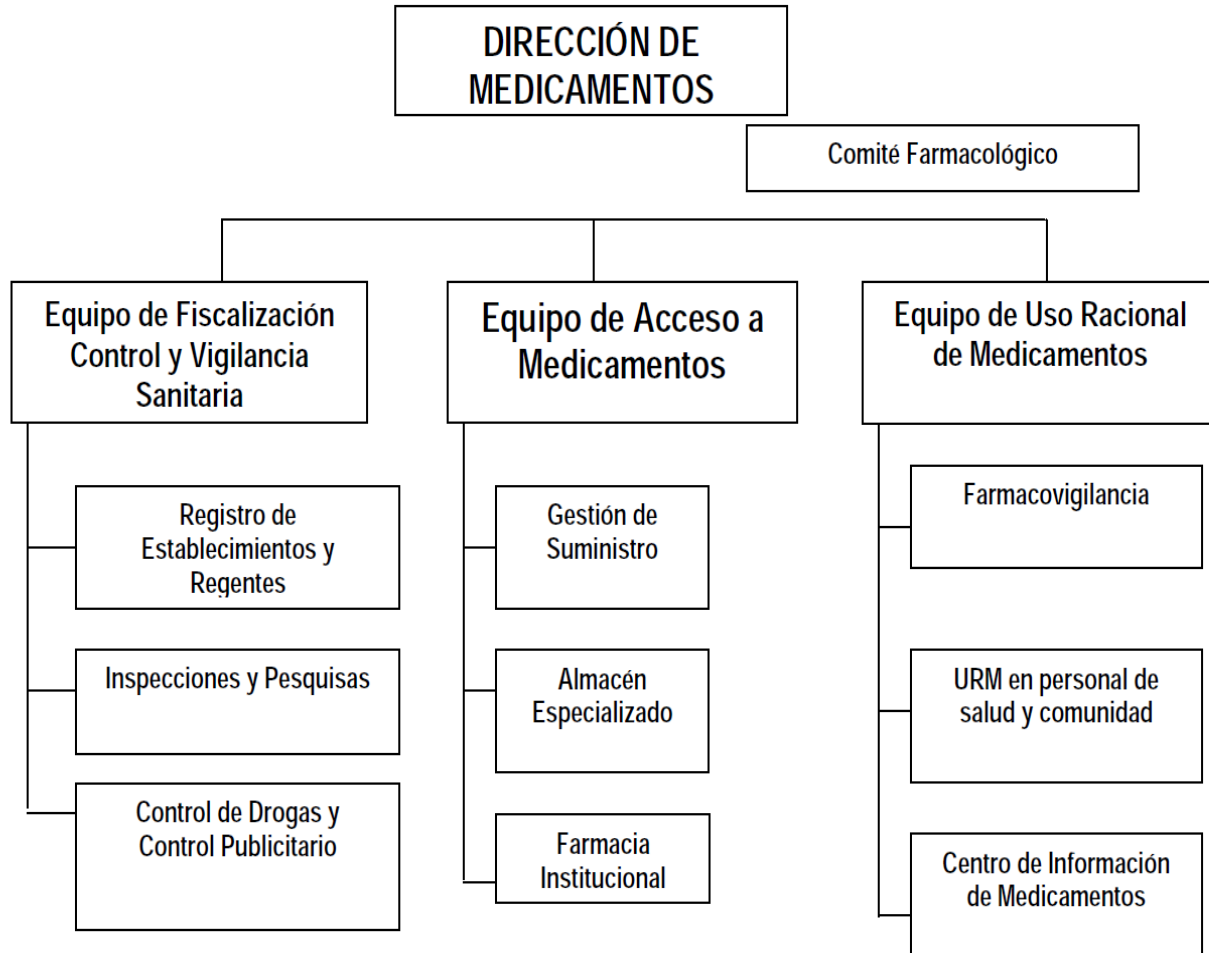 DIRECCIÓN DE
MEDICAMENTOS
Comité Farmacológico
Equipo de Fiscalización
Control y Vigilancia
Sanitaria
Registro de
Establecimientos y
Regentes
Inspecciones y Pesquisas
Control de Drogas y
Control Publicitario
Equipo de Acceso a
Medicamentos
Gestión de
Suministro
Almacén
Especializado
Farmacia
Institucional
Equipo de Uso Racional
de Medicamentos
Farmacovigilancia
URM en personal de
salud y comunidad
Centro de Información
de Medicamentos